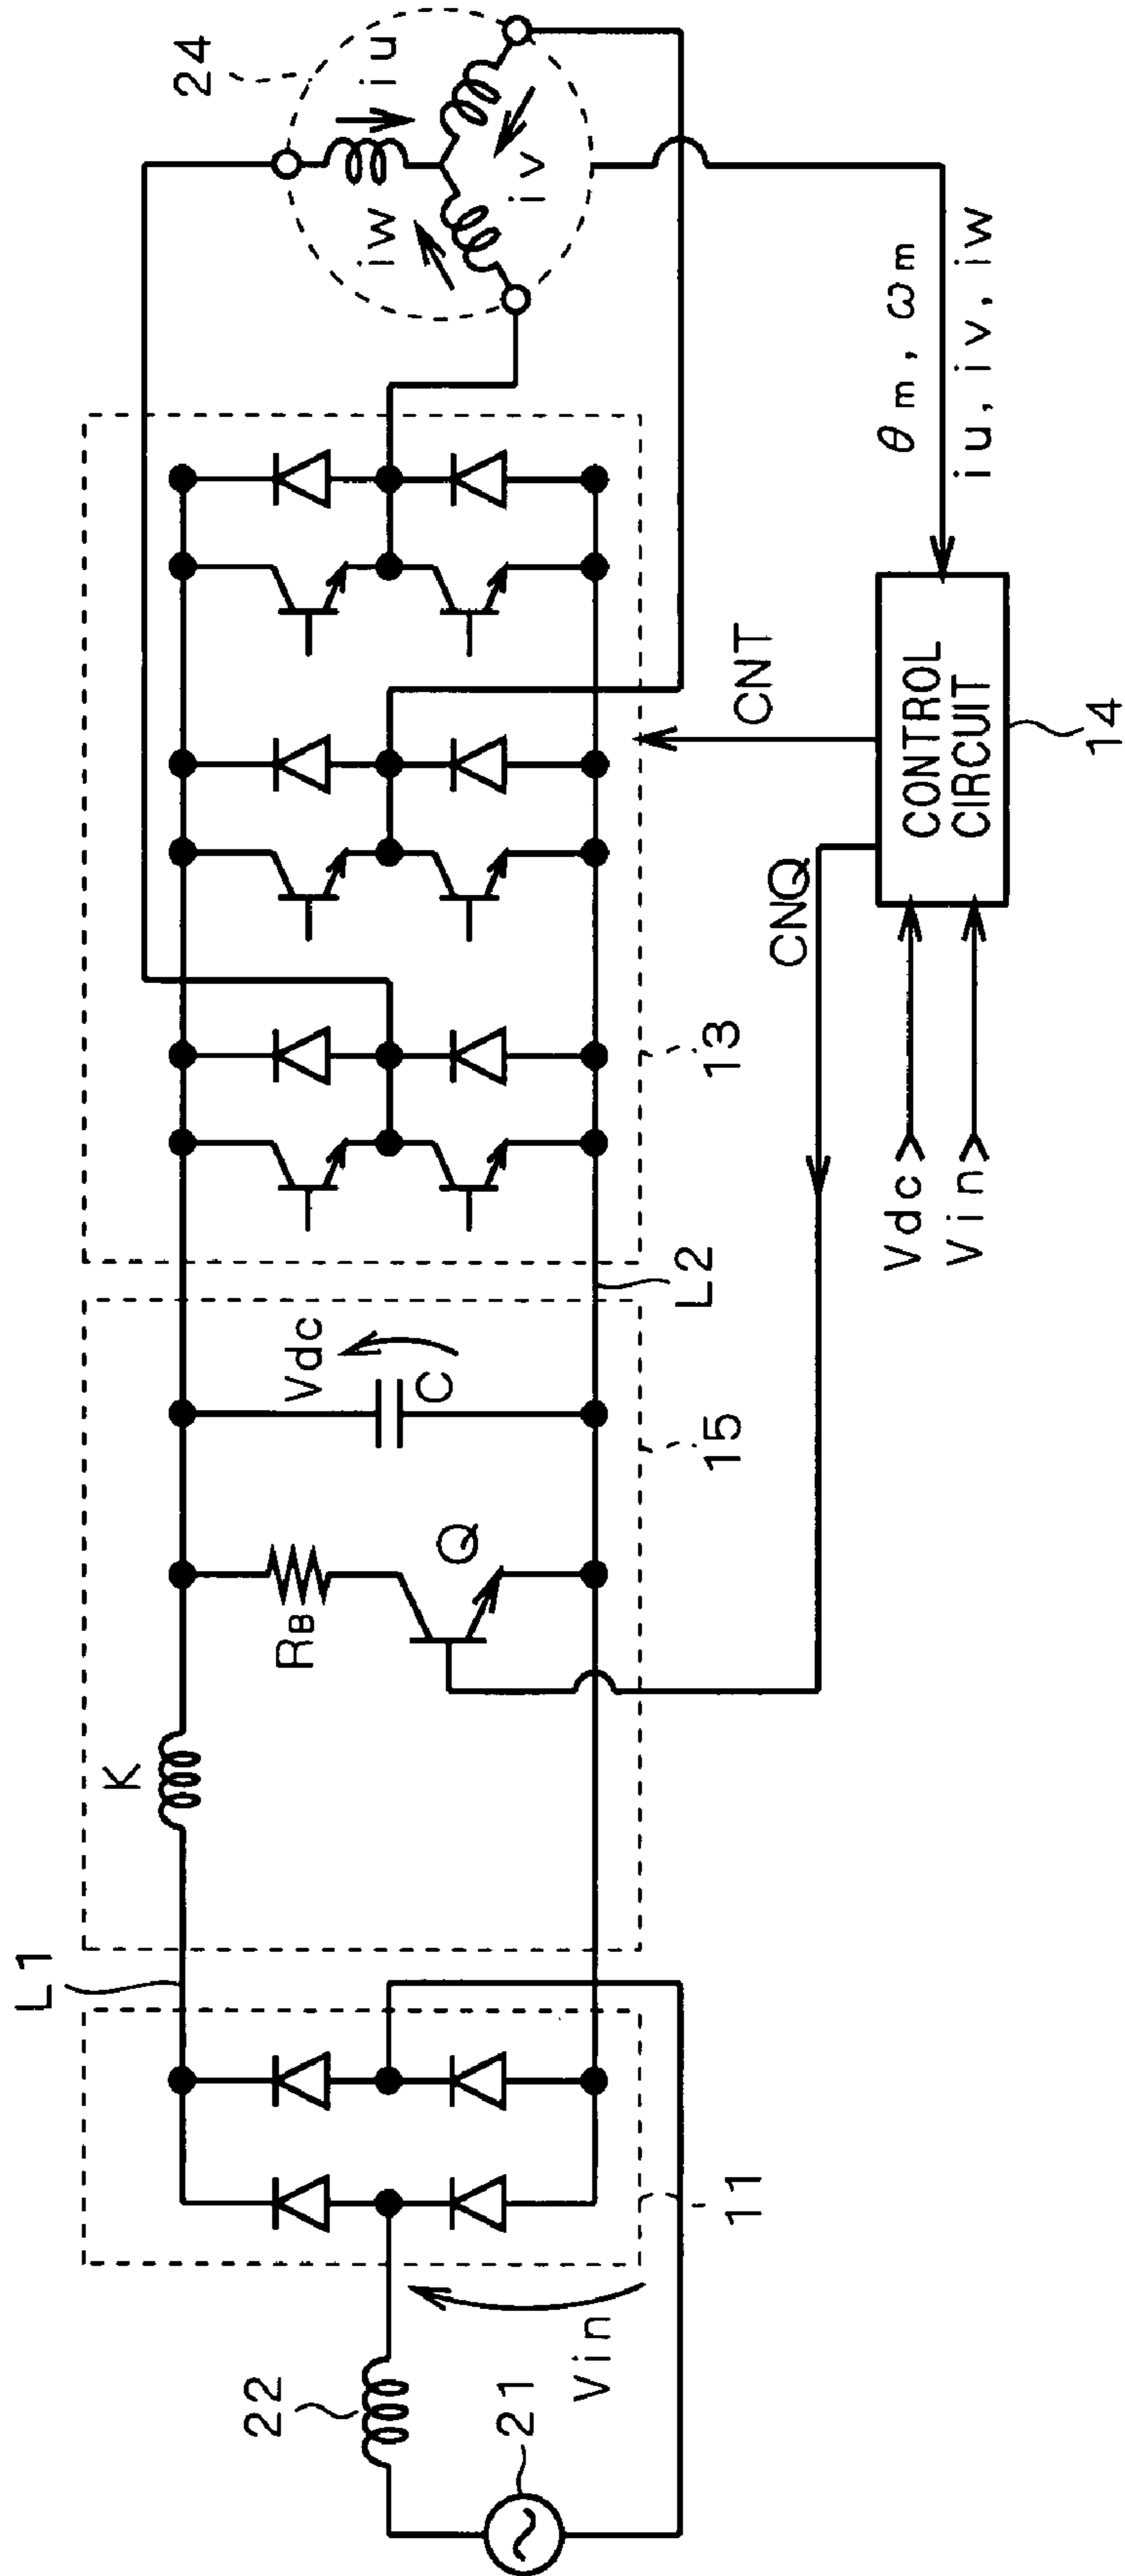 L1
K
RB
Q
Vdc
C
L2
15
13
11
22
21
Vin
24
iu
iv
iw
θm, ωm
iu, iv, iw
CNT
CNQ
CONTROL
CIRCUIT
14
Vdc
Vin